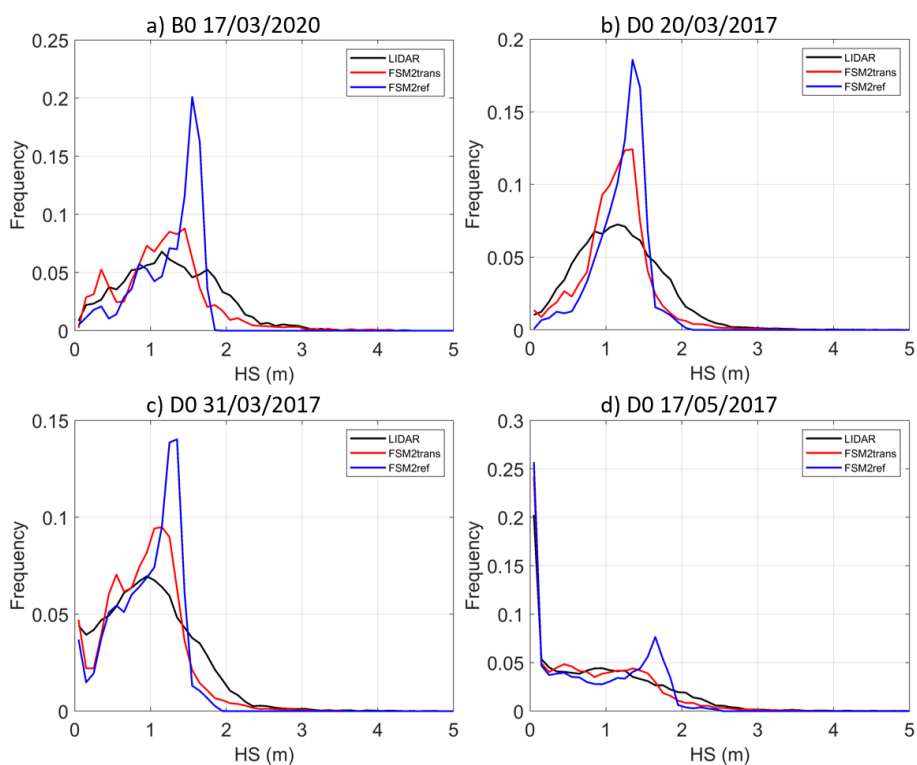 a) B0 17/03/2020
0.25
0.2
0.15
0.1
0.05
0
Frequency
LIDAR
FSM2trans
FSM2ref
0 1 2 3 4 5
HS (m)
b) D0 20/03/2017
0.2
0.15
0.1
0.05
0
Frequency
LIDAR
FSM2trans
FSM2ref
0 1 2 3 4 5
HS (m)
c) D0 31/03/2017
0.15
0.1
0.05
0
Frequency
LIDAR
FSM2trans
FSM2ref
0 1 2 3 4 5
HS (m)
d) D0 17/05/2017
0.3
0.25
0.2
0.15
0.1
0.05
0
Frequency
LIDAR
FSM2trans
FSM2ref
0 1 2 3 4 5
HS (m)